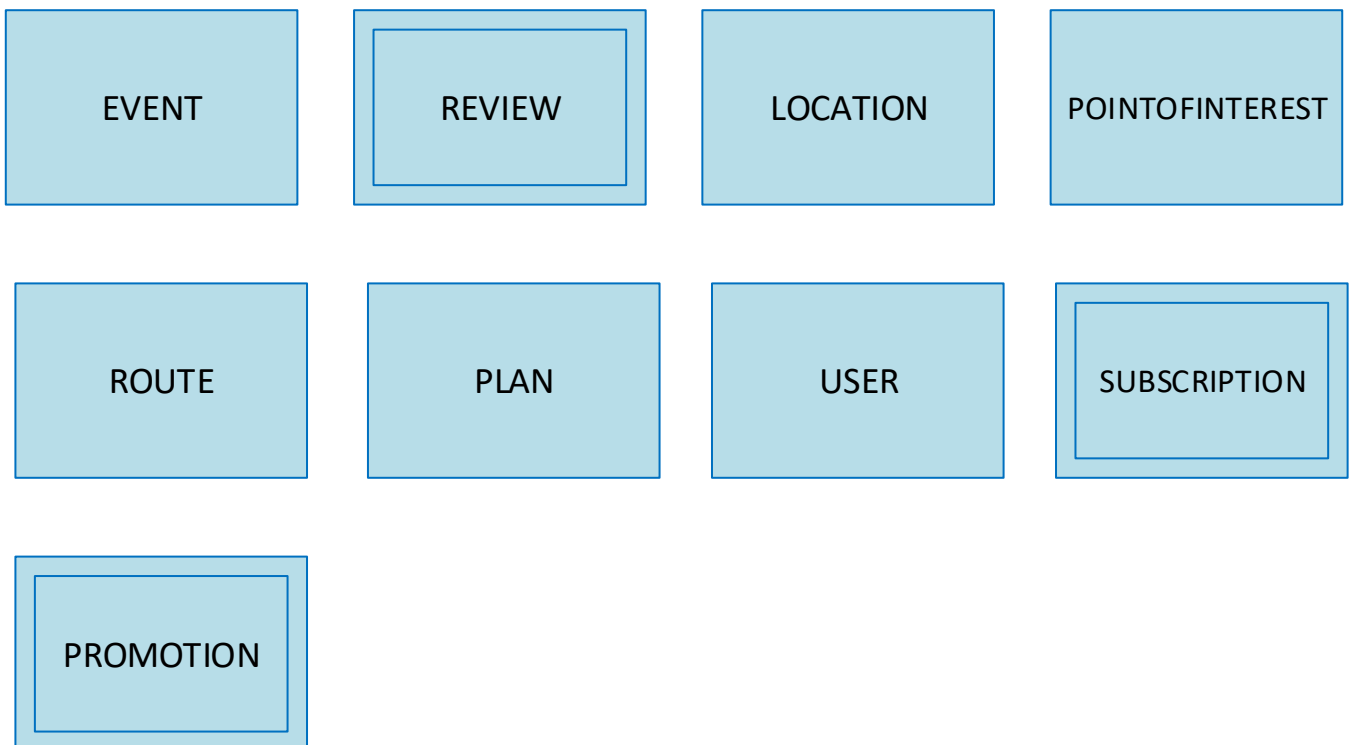 EVENT
REVIEW
LOCATION
POINTOFINTEREST
ROUTE
PLAN
USER
SUBSCRIPTION
PROMOTION